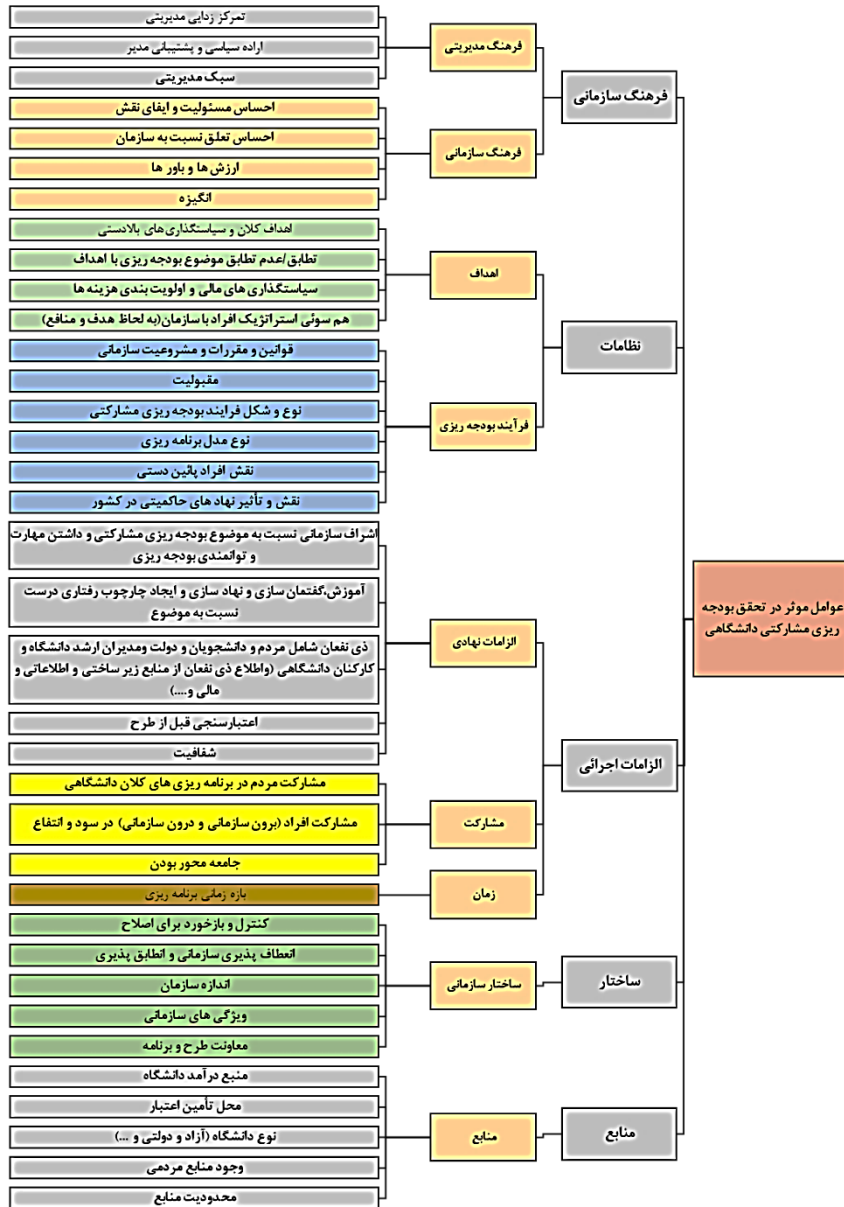 عوامل موثر در تحقق بودجه
ریزی مشارکتی دانشگاهی
فرهنگ سازمانی
فرهنگ مدیریتی
تمرکز زدایی مدیریتی
اراده سیاسی و پشتیبانی مدیر
سبک مدیریتی
فرهنگ سازمانی
احساس مسئولیت و ایفای نقش
احساس تعلق نسبت به سازمان
ارزش ها و باور ها
انگیزه
نظامات
اهداف
اهداف کلان و سیاستگذاری های بالادستی
تطابق/عدم تطابق موضوع بودجه ریزی با اهداف
سیاستگذاری های مالی و اولویت بندی هزینه ها
هم سوئی استراتژیک افراد با سازمان(به لحاظ هدف و منافع)
فرآیند بودجه ریزی
قوانین و مقررات و مشروعیت سازمانی
مقبولیت
نوع و شکل فرایند بودجه ریزی مشارکتی
نوع مدل برنامه ریزی
نقش افراد پائین دستی
نقش و تأثیر نهاد های حاکمیتی در کشور
الزامات اجرائی
الزامات نهادی
اشراف سازمانی نسبت به موضوع بودجه ریزی مشارکتی و داشتن مهارت
و توانمندی بودجه ریزی
آموزش،گفتمان سازی و نهاد سازی و ایجاد چارچوب رفتاری درست
نسبت به موضوع
ذی نفعان شامل مردم و دانشجویان و دولت ومدیران ارشد دانشگاه و
کارکنان دانشگاهی (واطلاع ذی نفعان از منابع زیر ساختی و اطلاعاتی و
مالی و....)
اعتبارسنجی قبل از طرح
شفافیت
مشارکت
مشارکت مردم در برنامه ریزی های کلان دانشگاهی
مشارکت افراد (برون سازمانی و درون سازمانی) در سود و انتفاع
جامعه محور بودن
زمان
بازه زمانی برنامه ریزی
ساختار
ساختار سازمانی
کنترل و بازخورد برای اصلاح
انعطاف پذیری سازمانی و انطابق پذیری
اندازه سازمان
ویژگی های سازمانی
معاونت طرح و برنامه
منابع
منابع
منبع درآمد دانشگاه
محل تأمین اعتبار
نوع دانشگاه (آزاد و دولتی و ...)
وجود منابع مردمی
محدودیت منابع